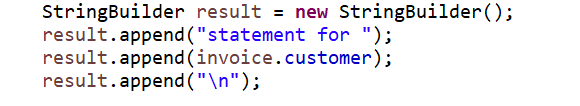 StringBuilder result = new StringBuilder();
result.append("statement for ");
result.append(invoice.customer);
result.append("\n");